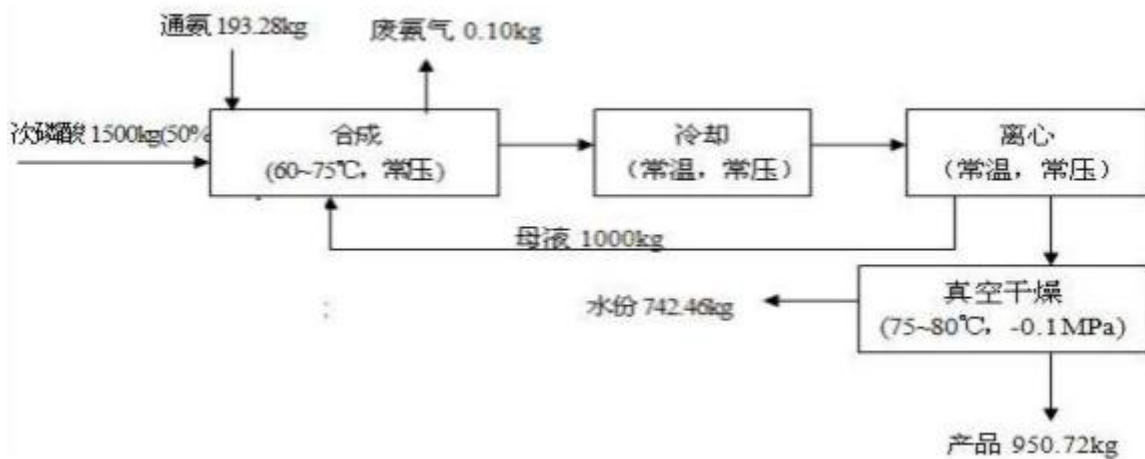 通氨 193.28kg
废氨气 0.10kg
次磷酸 1500kg(50%
合成
(60~75℃，常压)
冷却
（常温，常压）
离心
（常温，常压）
母液 1000kg
真空干燥
(75~80℃，-0.1MPa)
水份 742.46kg
产品 950.72kg